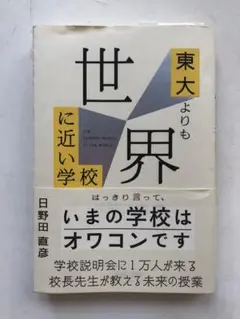 東大よりも
世界
に近い学校
日野田直彦
はっきり言って、
いまの学校は
オワコンです
学校説明会に1万人が来る
校長先生が教える未来の授業